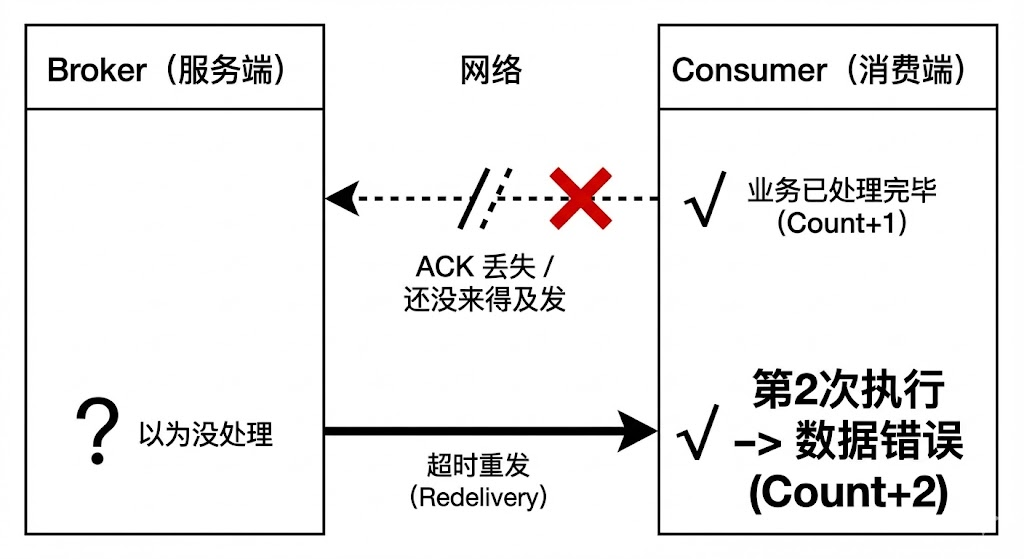 Broker（服务端）
网络
Consumer（消费端）
√ 业务已处理完毕
（Count+1）
ACK 丢失 /
还没来得及发
? 以为没处理
超时重发
（Redelivery）
第2次执行
√ -> 数据错误
(Count+2)